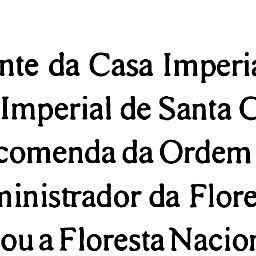 nte da Casa Imperia
Imperial de Santa C
comenda da Ordem
ministrador da Flore
ou a Floresta Nacion